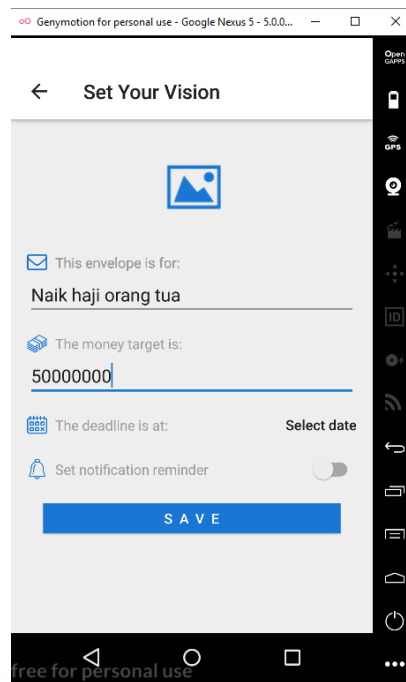 Genymotion for personal use - Google Nexus 5 - 5.0.0...
Open
GAPPS
Set Your Vision
GPS
This envelope is for:
Naik haji orang tua
ID
The money target is:
50000000
The deadline is at:
Select date
Set notification reminder
SAVE
free for personal use